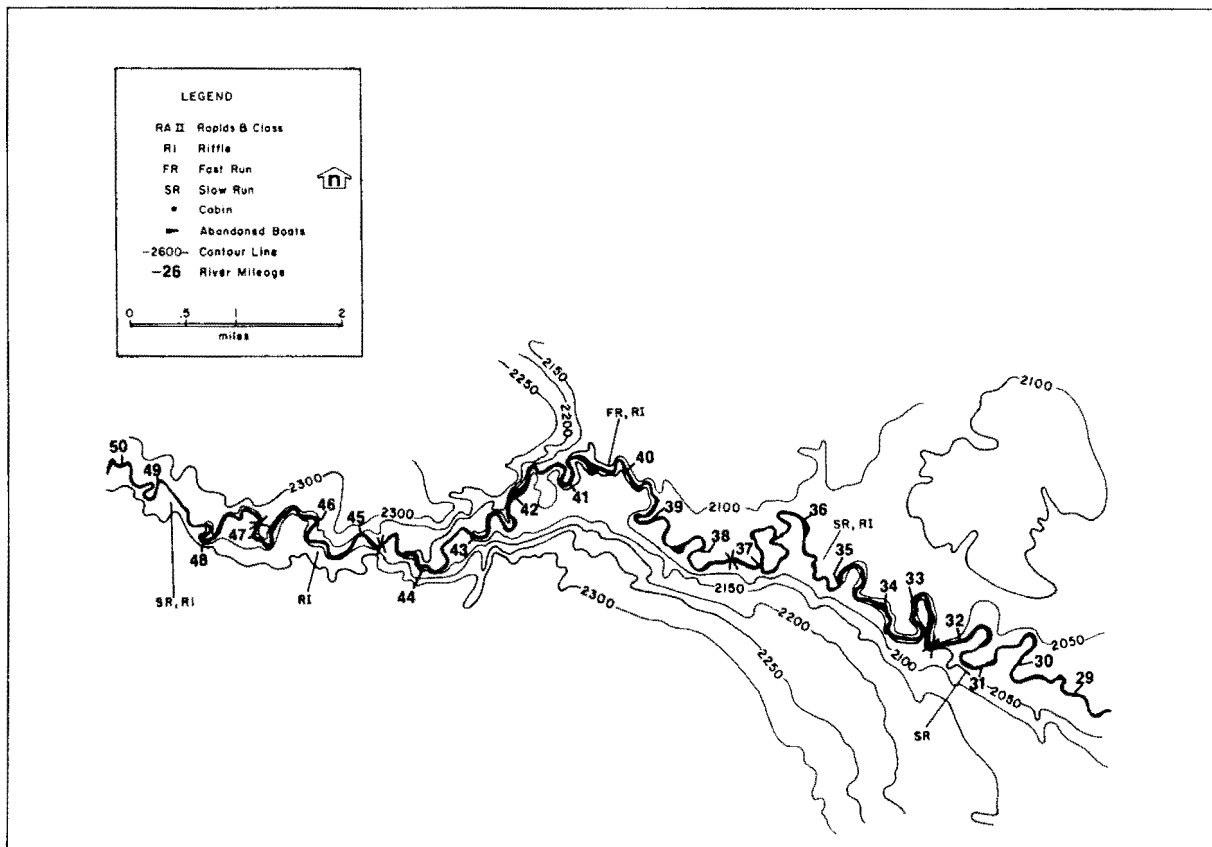 LEGEND
RA II Rapids & Class
RI Riffle
FR Fast Run
SR Slow Run
Cabin
Abandoned Boats
-2600- Contour Line
-26 River Mileage
n
0 .5 1 2
miles
2150
2250
2200
2100
FR, RI
50
49
2300
46
45
2300
40
41
42
39
2100
47
48
43
44
38
37
36
SR, RI
35
34
33
32
2050
30
29
31
2050
SR, RI
RI
2300
2150
2200
2250
2100
SR